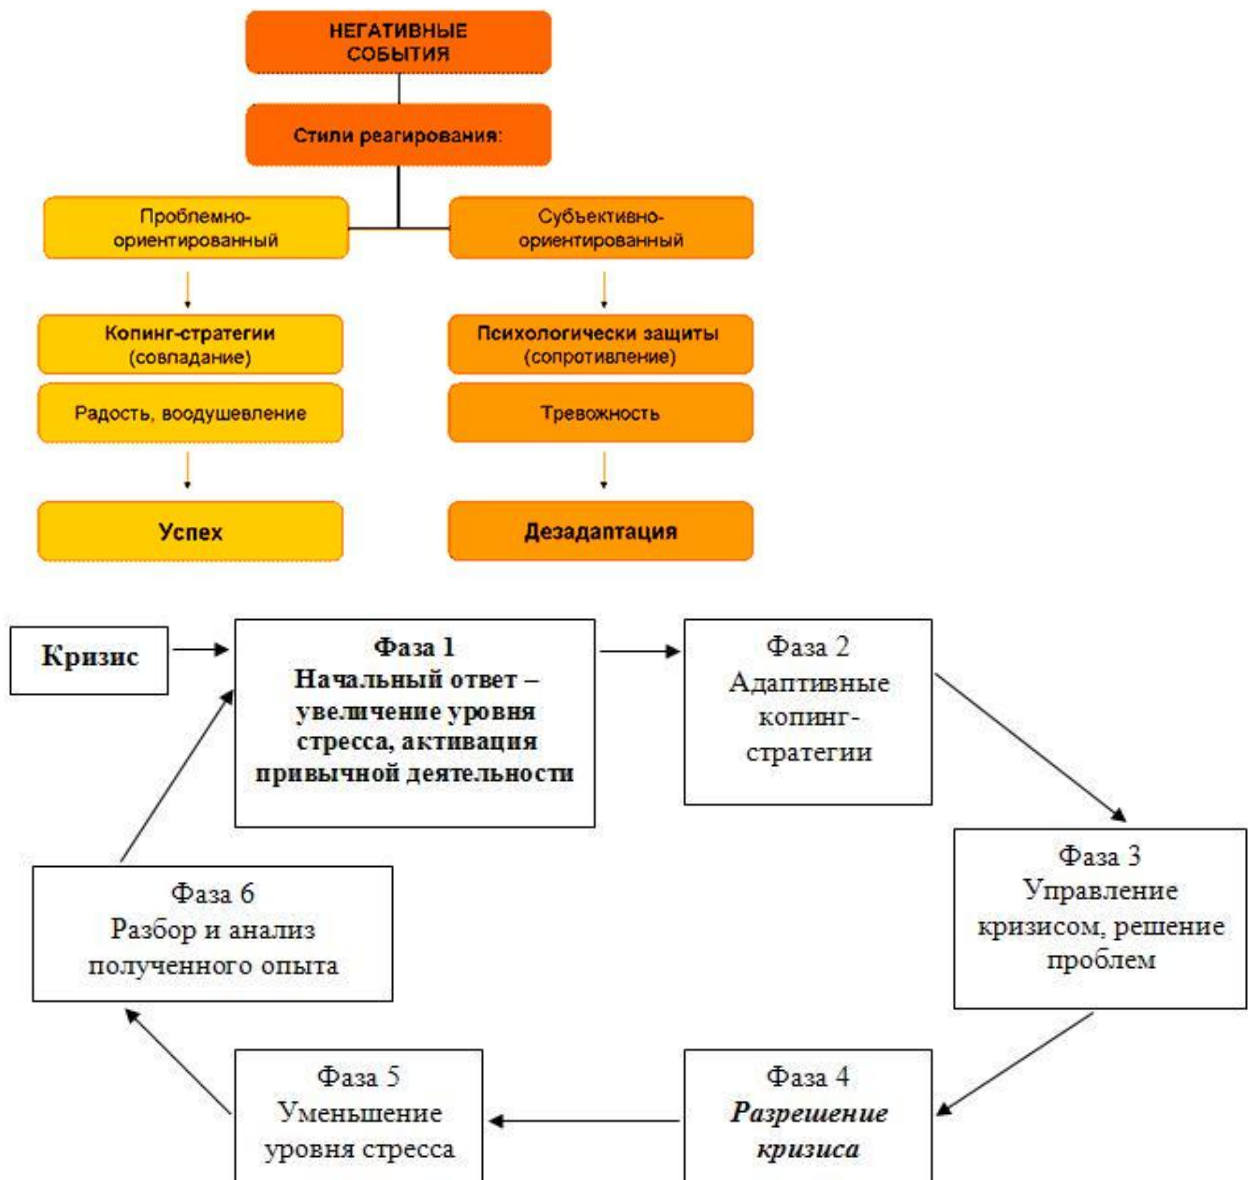 НЕГАТИВНЫЕ
СОБЫТИЯ
Стили реагирования:
Проблемно-
ориентированный
Субъективно-
ориентированный
Копинг-стратегии
(совпадание)
Психологически защиты
(сопротивление)
Радость, воодушевление
Тревожность
Успех
Дезадаптация
Кризис
Фаза 1
Начальный ответ –
увеличение уровня
стресса, активация
привычной деятельности
Фаза 2
Адаптивные
копинг-
стратегии
Фаза 3
Управление
кризисом, решение
проблем
Фаза 4
Разрешение
кризиса
Фаза 5
Уменьшение
уровня стресса
Фаза 6
Разбор и анализ
полученного опыта